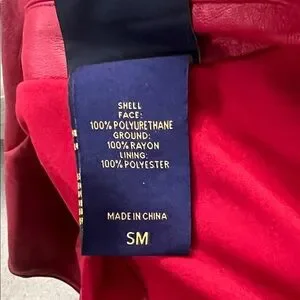 SHELL
FACE:
100% POLYURETHANE
GROUND:
100% RAYON
LINING:
100% POLYESTER
MADE IN CHINA
SM